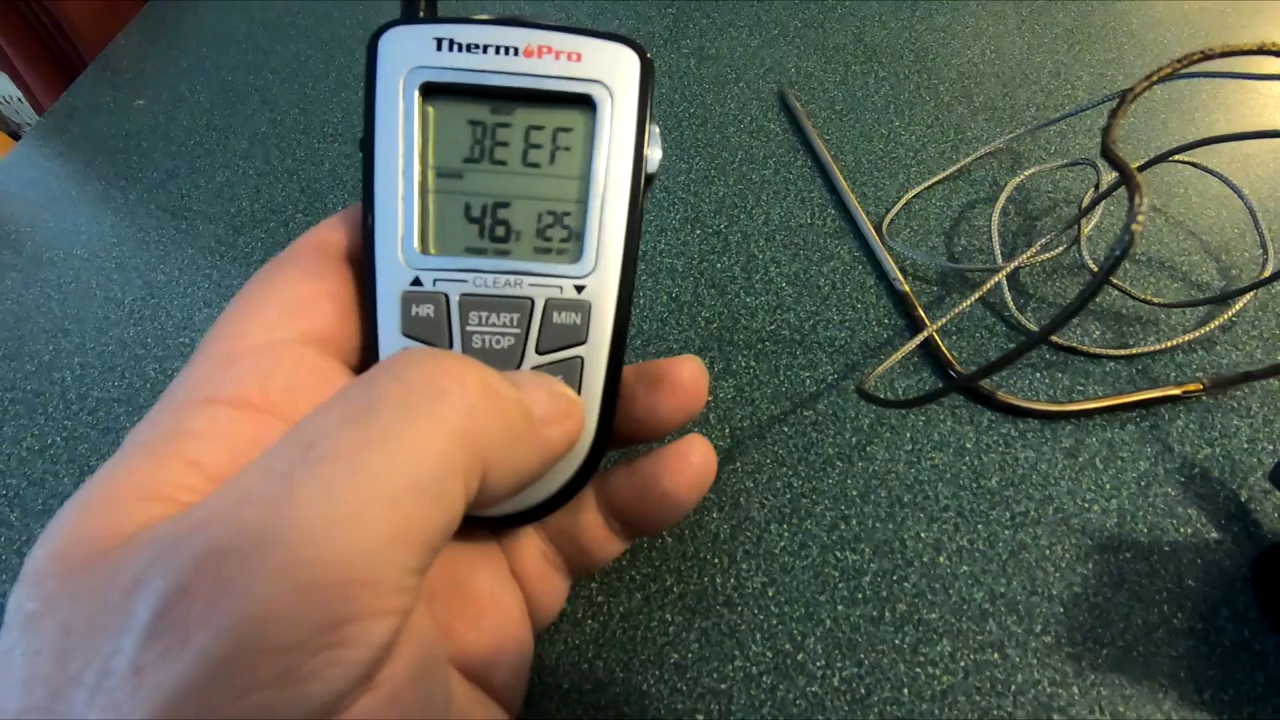 ThermoPro
BEEF
46°F 125
CLEAR
HR START STOP MIN